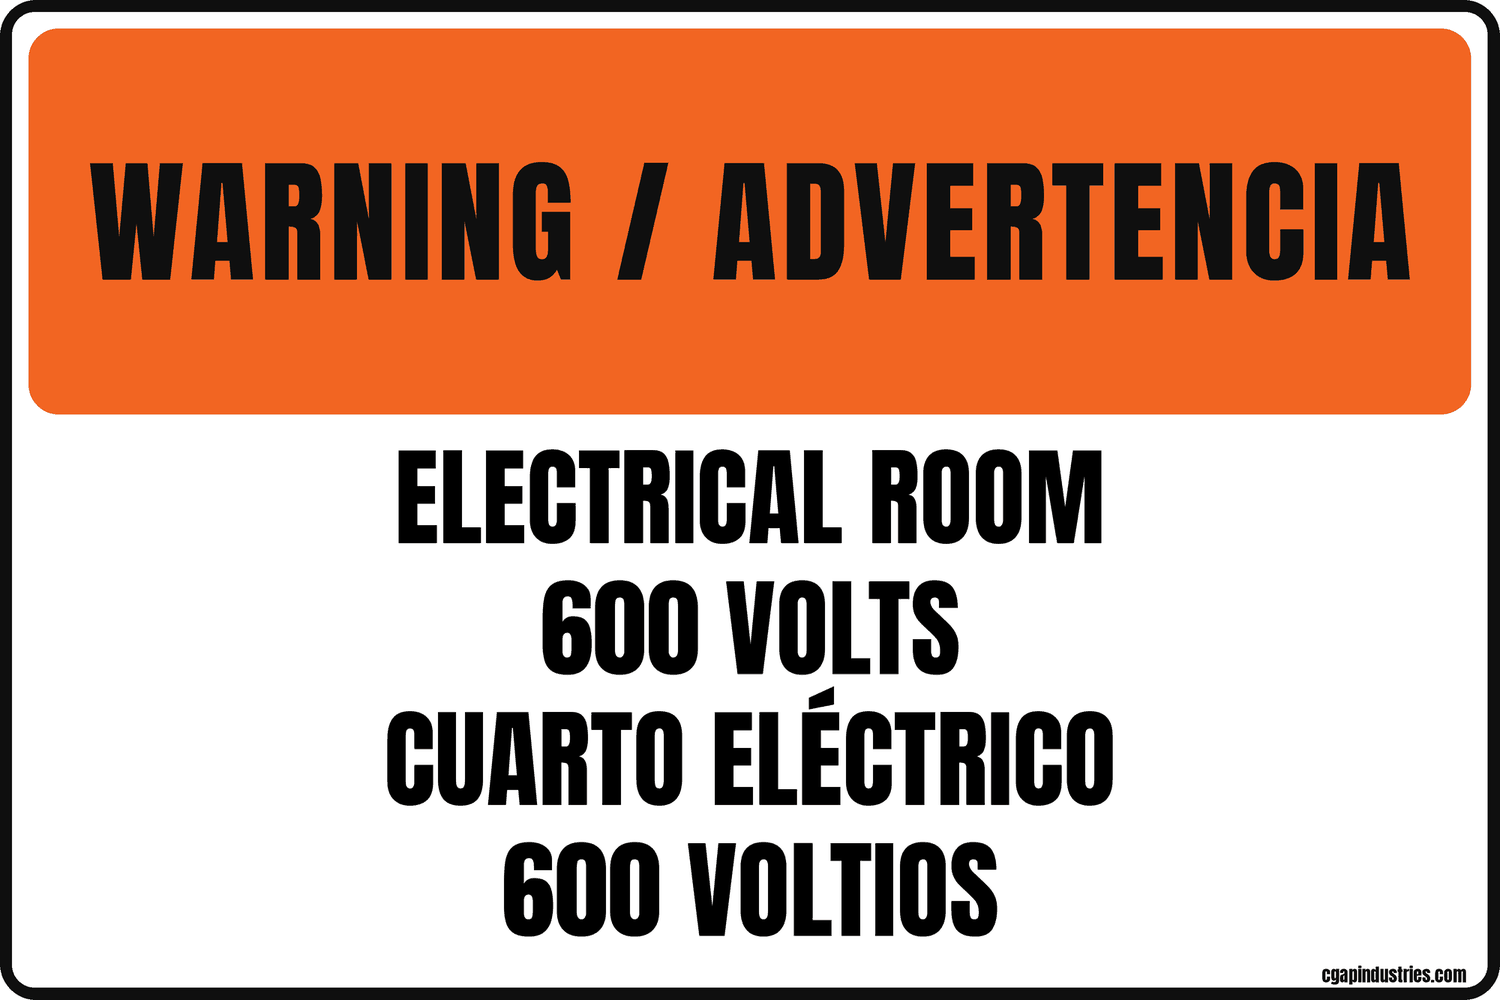 WARNING / ADVERTENCIA
ELECTRICAL ROOM
600 VOLTS
CUARTO ELÉCTRICO
600 VOLTIOS
cgapindustries.com